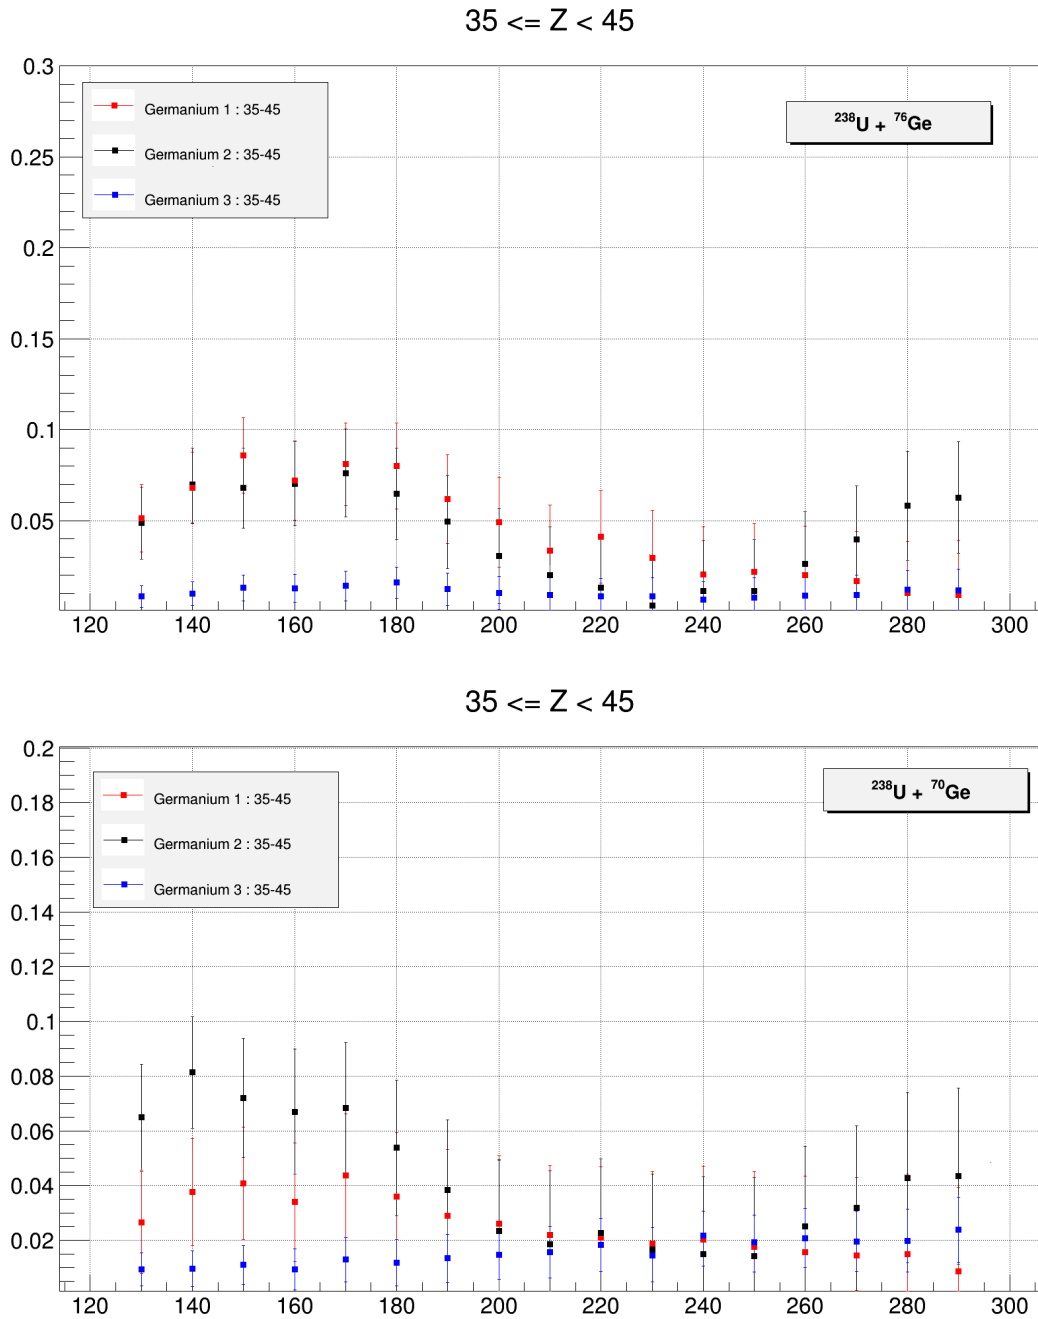 35 <= Z < 45
0.3
0.25
0.2
0.15
0.1
0.05
Germanium 1 : 35-45
Germanium 2 : 35-45
Germanium 3 : 35-45
²³⁸U + ⁷⁶Ge
120 140 160 180 200 220 240 260 280 300
35 <= Z < 45
0.2
0.18
0.16
0.14
0.12
0.1
0.08
0.06
0.04
0.02
Germanium 1 : 35-45
Germanium 2 : 35-45
Germanium 3 : 35-45
²³⁸U + ⁷⁰Ge
120 140 160 180 200 220 240 260 280 300